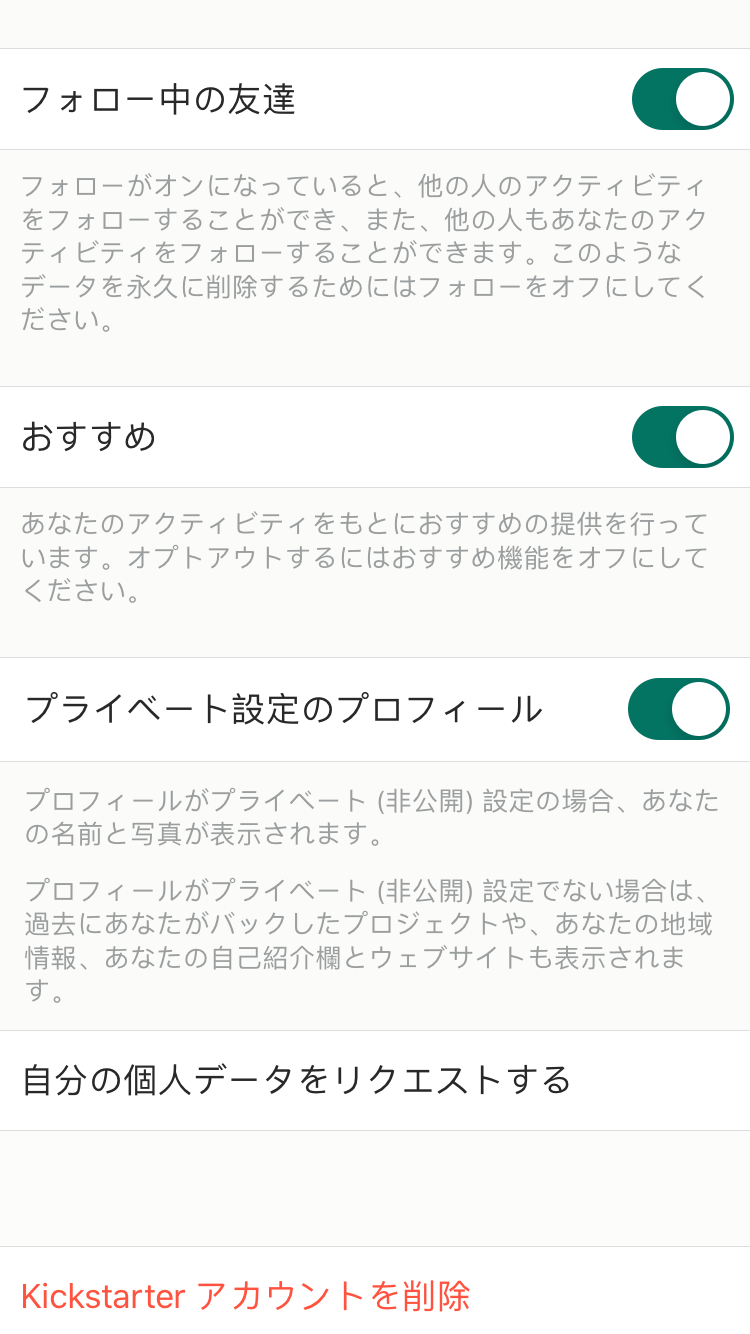 フォロー中の友達
フォローがオンになっていると、他の人のアクティビティ
をフォローすることができ、また、他の人もあなたのアク
ティビティをフォローすることができます。このような
データを永久に削除するためにはフォローをオフにしてく
ださい。
おすすめ
あなたのアクティビティをもとにおすすめの提供を行って
います。オプトアウトするにはおすすめ機能をオフにして
ください。
プライベート設定のプロフィール
プロフィールがプライベート (非公開) 設定の場合、あなた
の名前と写真が表示されます。
プロフィールがプライベート (非公開) 設定でない場合は、
過去にあなたがバックしたプロジェクトや、あなたの地域
情報、あなたの自己紹介欄とウェブサイトも表示されま
す。
自分の個人データをリクエストする
Kickstarter アカウントを削除